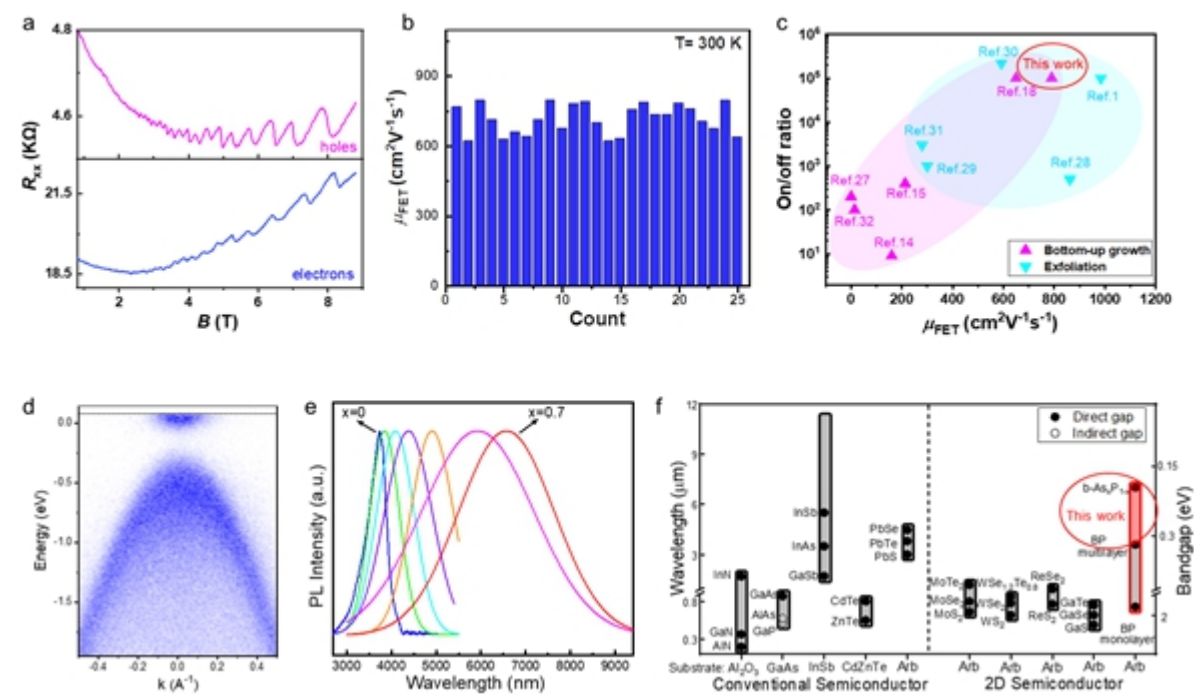 a
4.8
4.6
holes
21.5
18.5
electrons
R_xx (KΩ)
2
4
6
8
B (T)
b
T= 300 K
900
600
300
0
μ_FET (cm²V⁻¹s⁻¹)
0
5
10
15
20
25
Count
c
10⁶
10⁵
10⁴
10³
10²
10¹
On/off ratio
Ref.30
This work
Ref.18
Ref.1
Ref.31
Ref.29
Ref.28
Ref.27
Ref.15
Ref.32
Ref.14
Bottom-up growth
Exfoliation
0
200
400
600
800
1000
1200
μ_FET (cm²V⁻¹s⁻¹)
d
0.0
-0.5
-1.0
-1.5
Energy (eV)
-0.4
-0.2
0.0
0.2
0.4
k (A⁻¹)
e
x=0
x=0.7
PL Intensity (a.u.)
3000
4000
5000
6000
7000
8000
9000
Wavelength (nm)
f
12
9
6
3
0.6
0.3
Wavelength (μm)
Direct gap
Indirect gap
0.15
0.3
2
Bandgap (eV)
InN
GaN
AlN
GaAs
AlAs
GaP
InSb
InAs
GaSb
CdTe
ZnTe
PbSe
PbTe
PbS
MoTe₂
MoSe₂
MoS₂
WSe₂
WS₂
ReSe₂
ReS₂
GaTe
GaSe
GaS
This work
BP
multilayer
BP
monolayer
Substrate: Al₂O₃ GaAs InSb CdZnTe Arb Arb Arb Arb Arb Arb
Conventional Semiconductor
2D Semiconductor